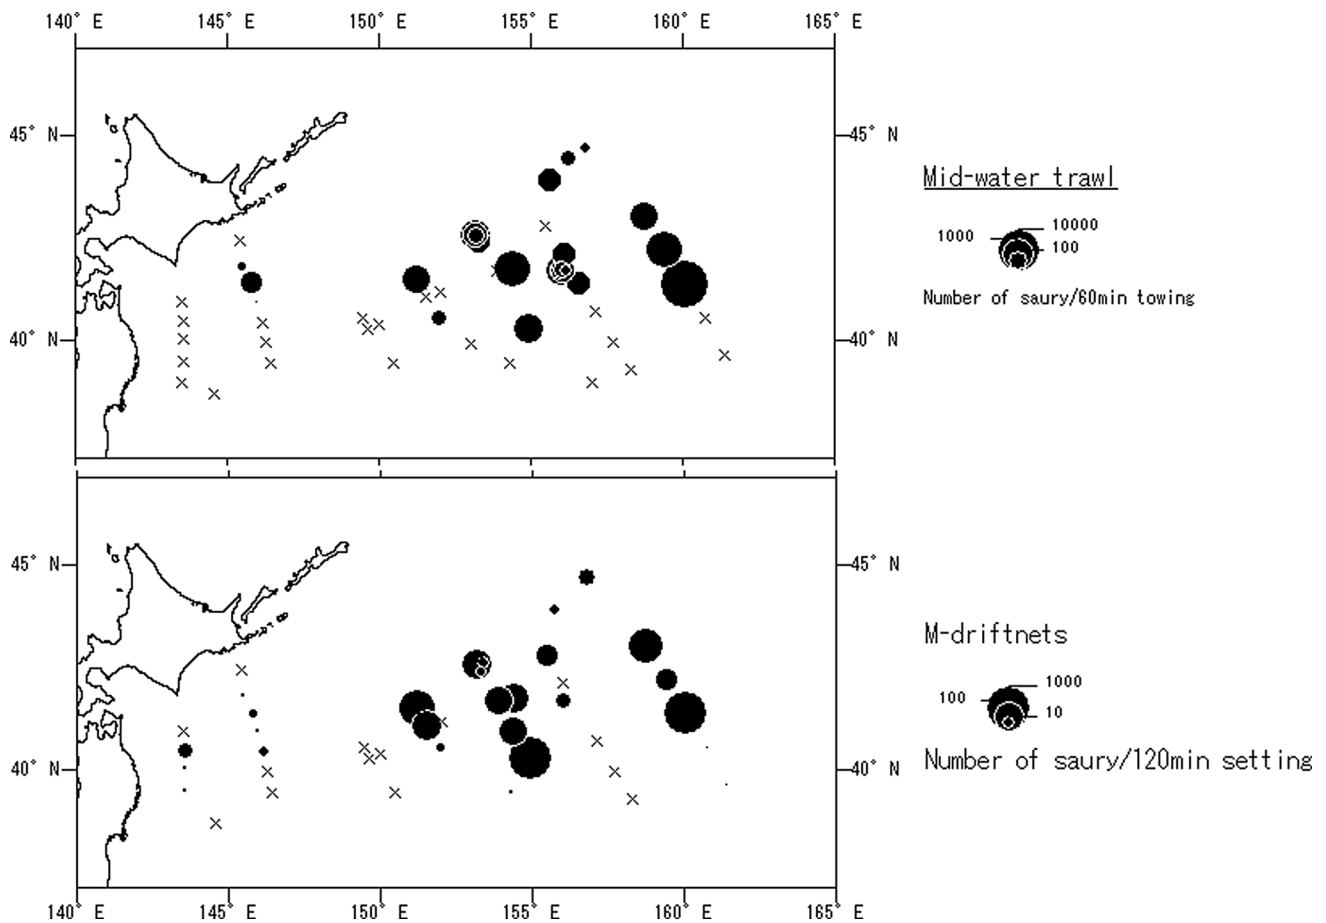 140° E 145° E 150° E 155° E 160° E 165° E
45° N 45° N
Mid-water trawl
10000
1000
100
Number of saury/60min towing
40° N 40° N
45° N 45° N
M-driftnets
1000
100
10
Number of saury/120min setting
40° N 40° N
140° E 145° E 150° E 155° E 160° E 165° E